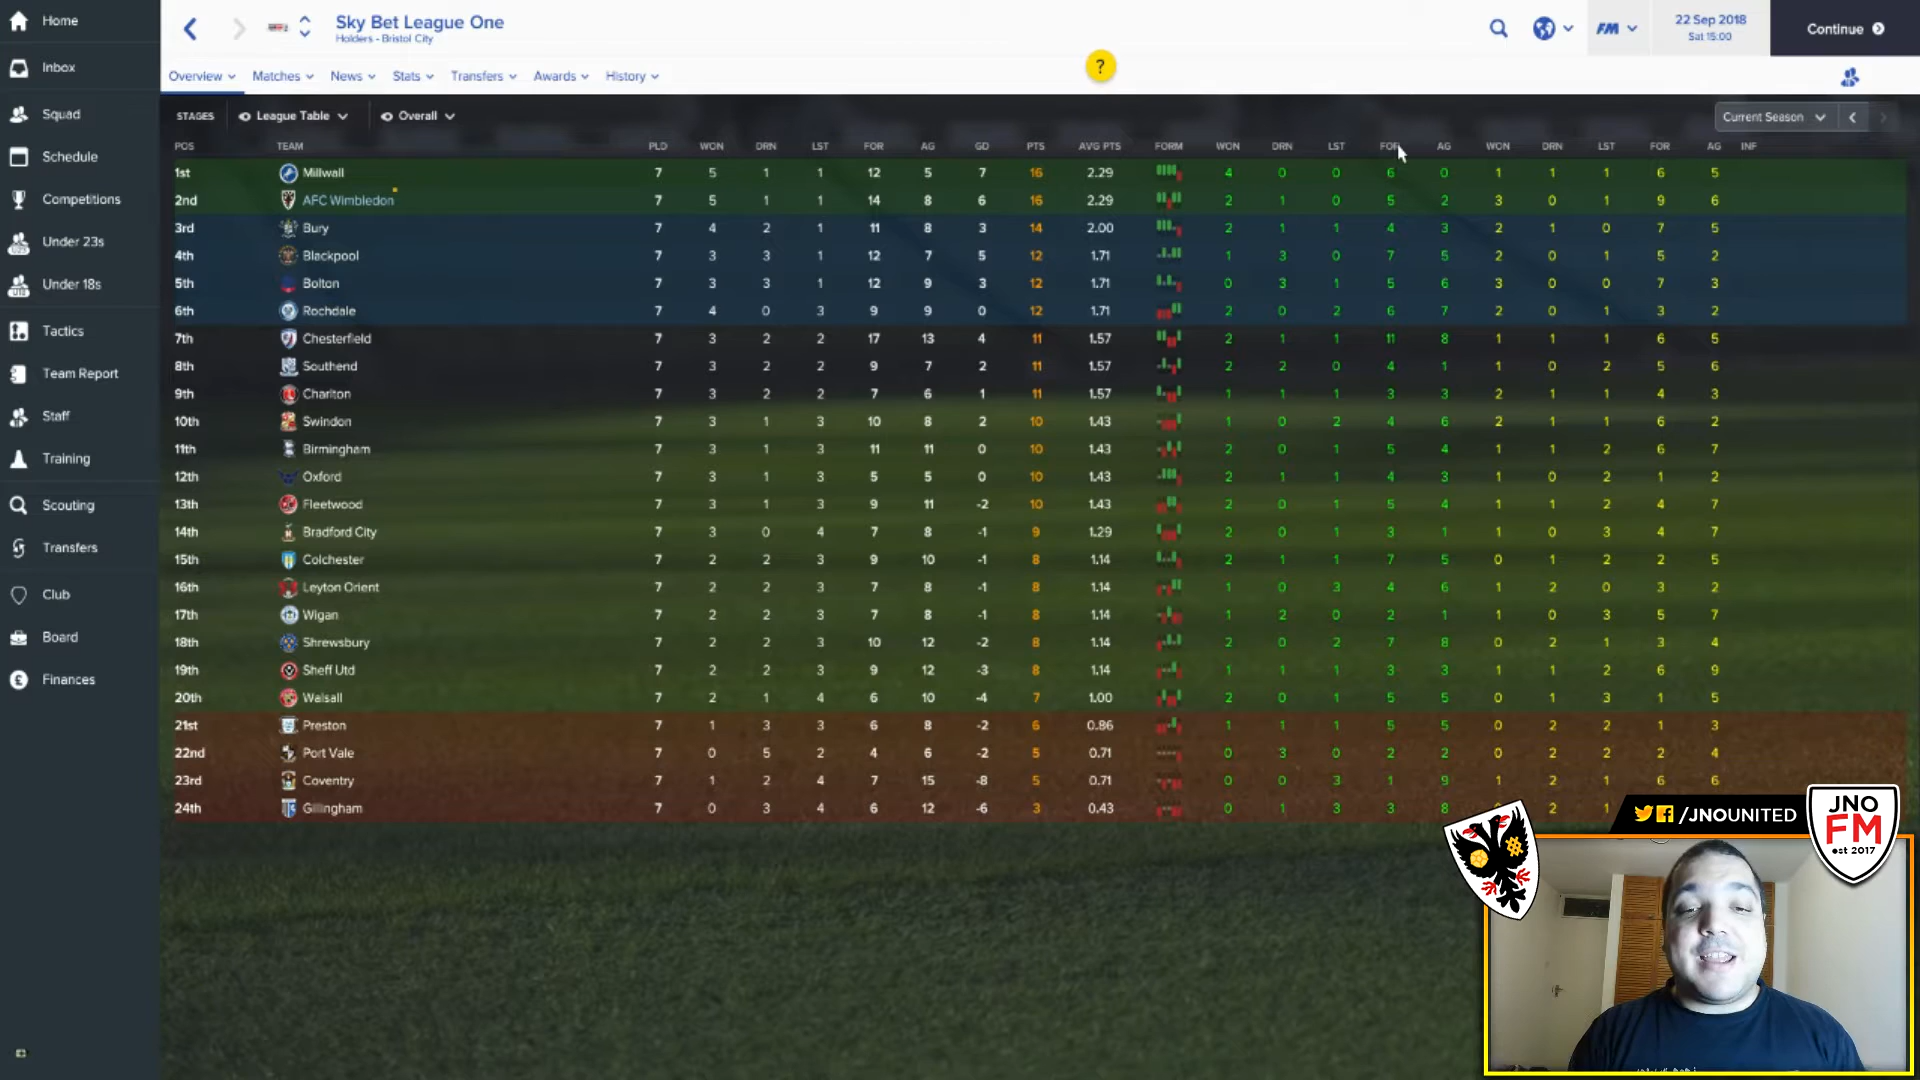 Home
Inbox
Squad
Schedule
Competitions
Under 23s
Under 18s
Tactics
Team Report
Staff
Training
Scouting
Transfers
Club
Board
Finances
Sky Bet League One
Holders - Bristol City
FM
22 Sep 2018
Sat 15:00
Continue
Overview Matches News Stats Transfers Awards History
?
STAGES League Table Overall Current Season
POS TEAM PLD WON DRN LST FOR AG GD PTS AVG PTS FORM WON DRN LST FOR AG WON DRN LST FOR AG INF
1st Millwall 7 5 1 1 12 5 7 16 2.29 4 0 0 6 0 1 1 1 6 5
2nd AFC Wimbledon 7 5 1 1 14 8 6 16 2.29 2 1 0 5 2 3 0 1 9 6
3rd Bury 7 4 2 1 11 8 3 14 2.00 2 1 1 4 3 2 1 0 7 5
4th Blackpool 7 3 3 1 12 7 5 12 1.71 1 3 0 7 5 2 0 1 5 2
5th Bolton 7 3 3 1 12 9 3 12 1.71 0 3 1 5 6 3 0 0 7 3
6th Rochdale 7 4 0 3 9 9 0 12 1.71 2 0 2 6 7 2 0 1 3 2
7th Chesterfield 7 3 2 2 17 13 4 11 1.57 2 1 1 11 8 1 1 1 6 5
8th Southend 7 3 2 2 9 7 2 11 1.57 2 2 0 4 1 1 0 2 5 6
9th Charlton 7 3 2 2 7 6 1 11 1.57 1 1 1 3 3 2 1 1 4 3
10th Swindon 7 3 1 3 10 8 2 10 1.43 1 0 2 4 6 2 1 1 6 2
11th Birmingham 7 3 1 3 11 11 0 10 1.43 2 0 1 5 4 1 1 2 6 7
12th Oxford 7 3 1 3 5 5 0 10 1.43 2 1 1 4 3 1 0 2 1 2
13th Fleetwood 7 3 1 3 9 11 -2 10 1.43 2 0 1 5 4 1 1 2 4 7
14th Bradford City 7 3 0 4 7 8 -1 9 1.29 2 0 1 3 1 1 0 3 4 7
15th Colchester 7 2 2 3 9 10 -1 8 1.14 2 1 1 7 5 0 1 2 2 5
16th Leyton Orient 7 2 2 3 7 8 -1 8 1.14 1 0 3 4 6 1 2 0 3 2
17th Wigan 7 2 2 3 7 8 -1 8 1.14 1 2 0 2 1 1 0 3 5 7
18th Shrewsbury 7 2 2 3 10 12 -2 8 1.14 2 0 2 7 8 0 2 1 3 4
19th Sheff Utd 7 2 2 3 9 12 -3 8 1.14 1 1 1 3 3 1 1 2 6 9
20th Walsall 7 2 1 4 6 10 -4 7 1.00 2 0 1 5 5 0 1 3 1 5
21st Preston 7 1 3 3 6 8 -2 6 0.86 1 1 1 5 5 0 2 2 1 3
22nd Port Vale 7 0 5 2 4 6 -2 5 0.71 0 3 0 2 2 0 2 2 2 4
23rd Coventry 7 1 2 4 7 15 -8 5 0.71 0 0 3 1 9 1 2 1 6 6
24th Gillingham 7 0 3 4 6 12 -6 3 0.43 0 1 3 3 8 0 2 1
/JNOUNITED
JNO
FM
est 2017